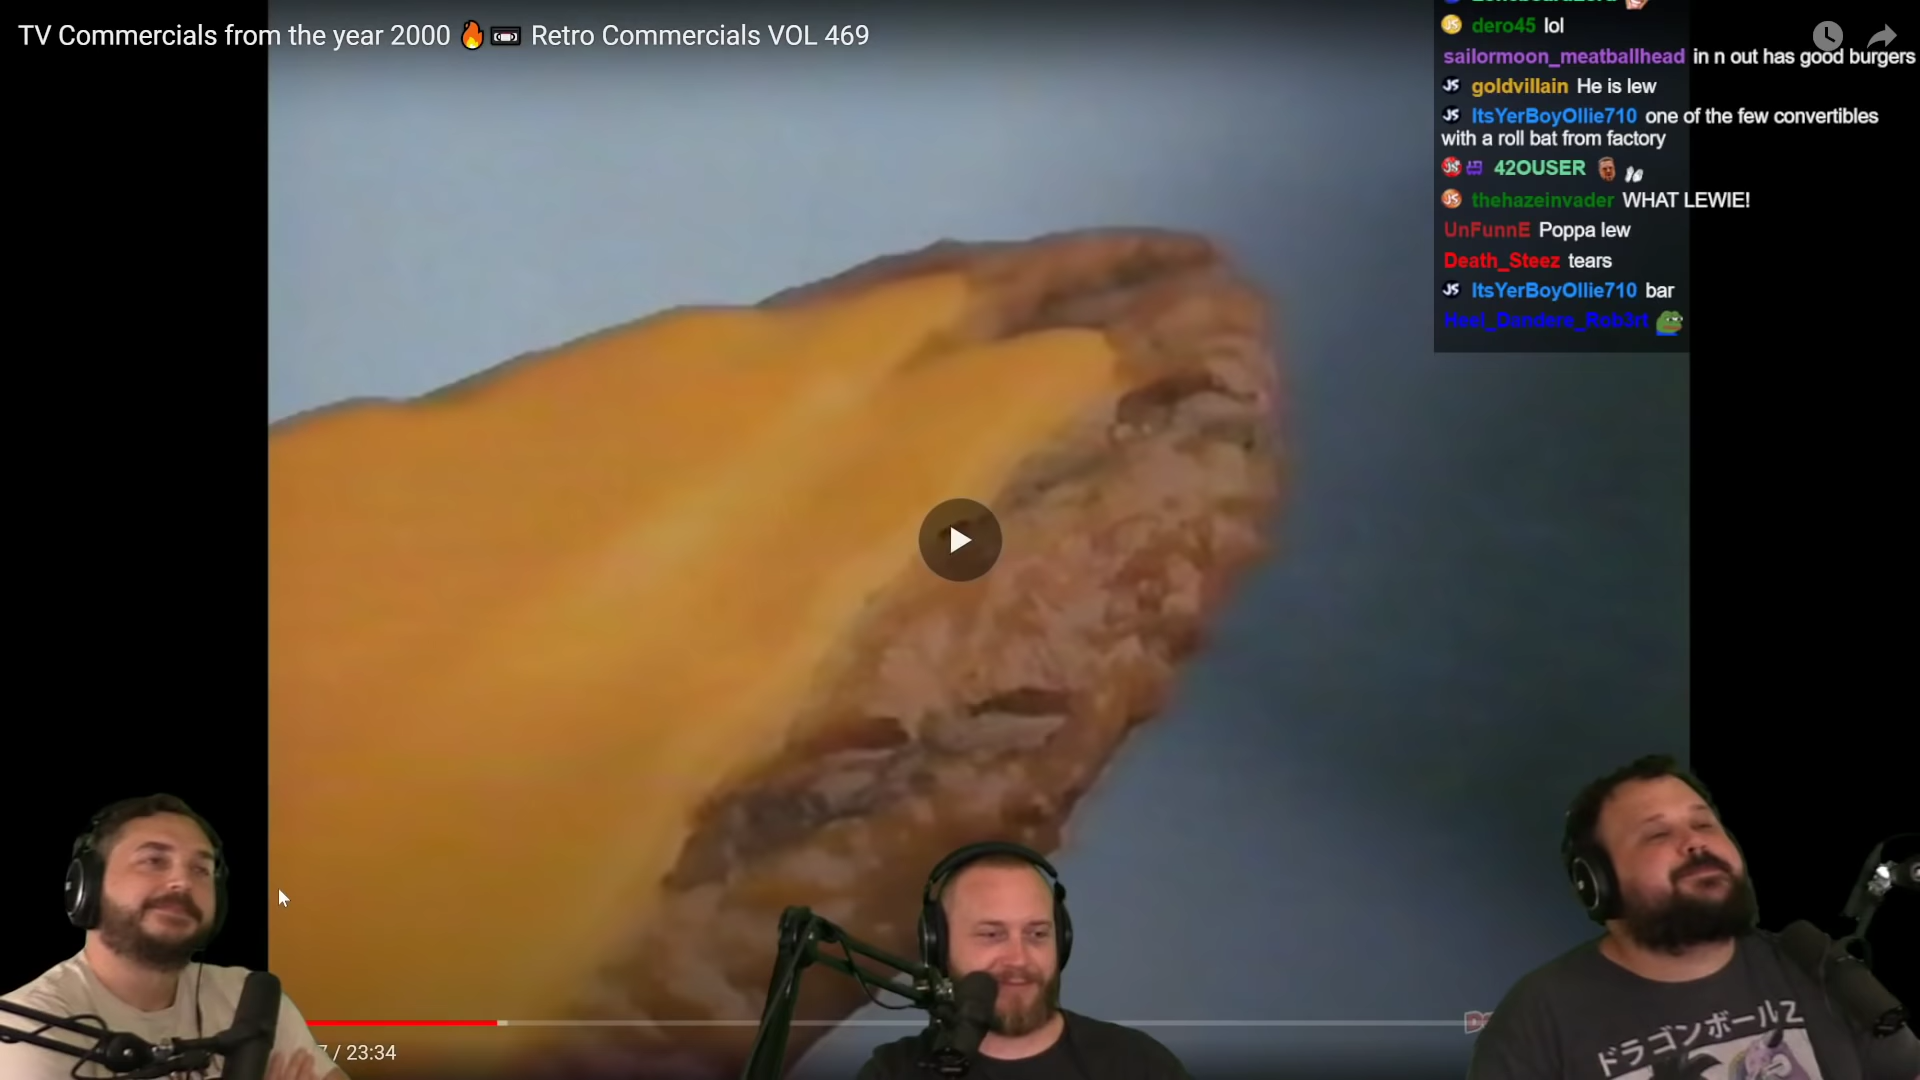 TV Commercials from the year 2000 🔥📼 Retro Commercials VOL 469
dero45 lol
sailormoon_meatballhead in n out has good burgers
goldvillain He is lew
ItsYerBoyOllie710 one of the few convertibles
with a roll bat from factory
42OUSER
thehazeinvader WHAT LEWIE!
UnFunnE Poppa lew
Death_Steez tears
ItsYerBoyOllie710 bar
Heel_Dandere_Rob3rt
/ 23:34
ドラゴンボールZ